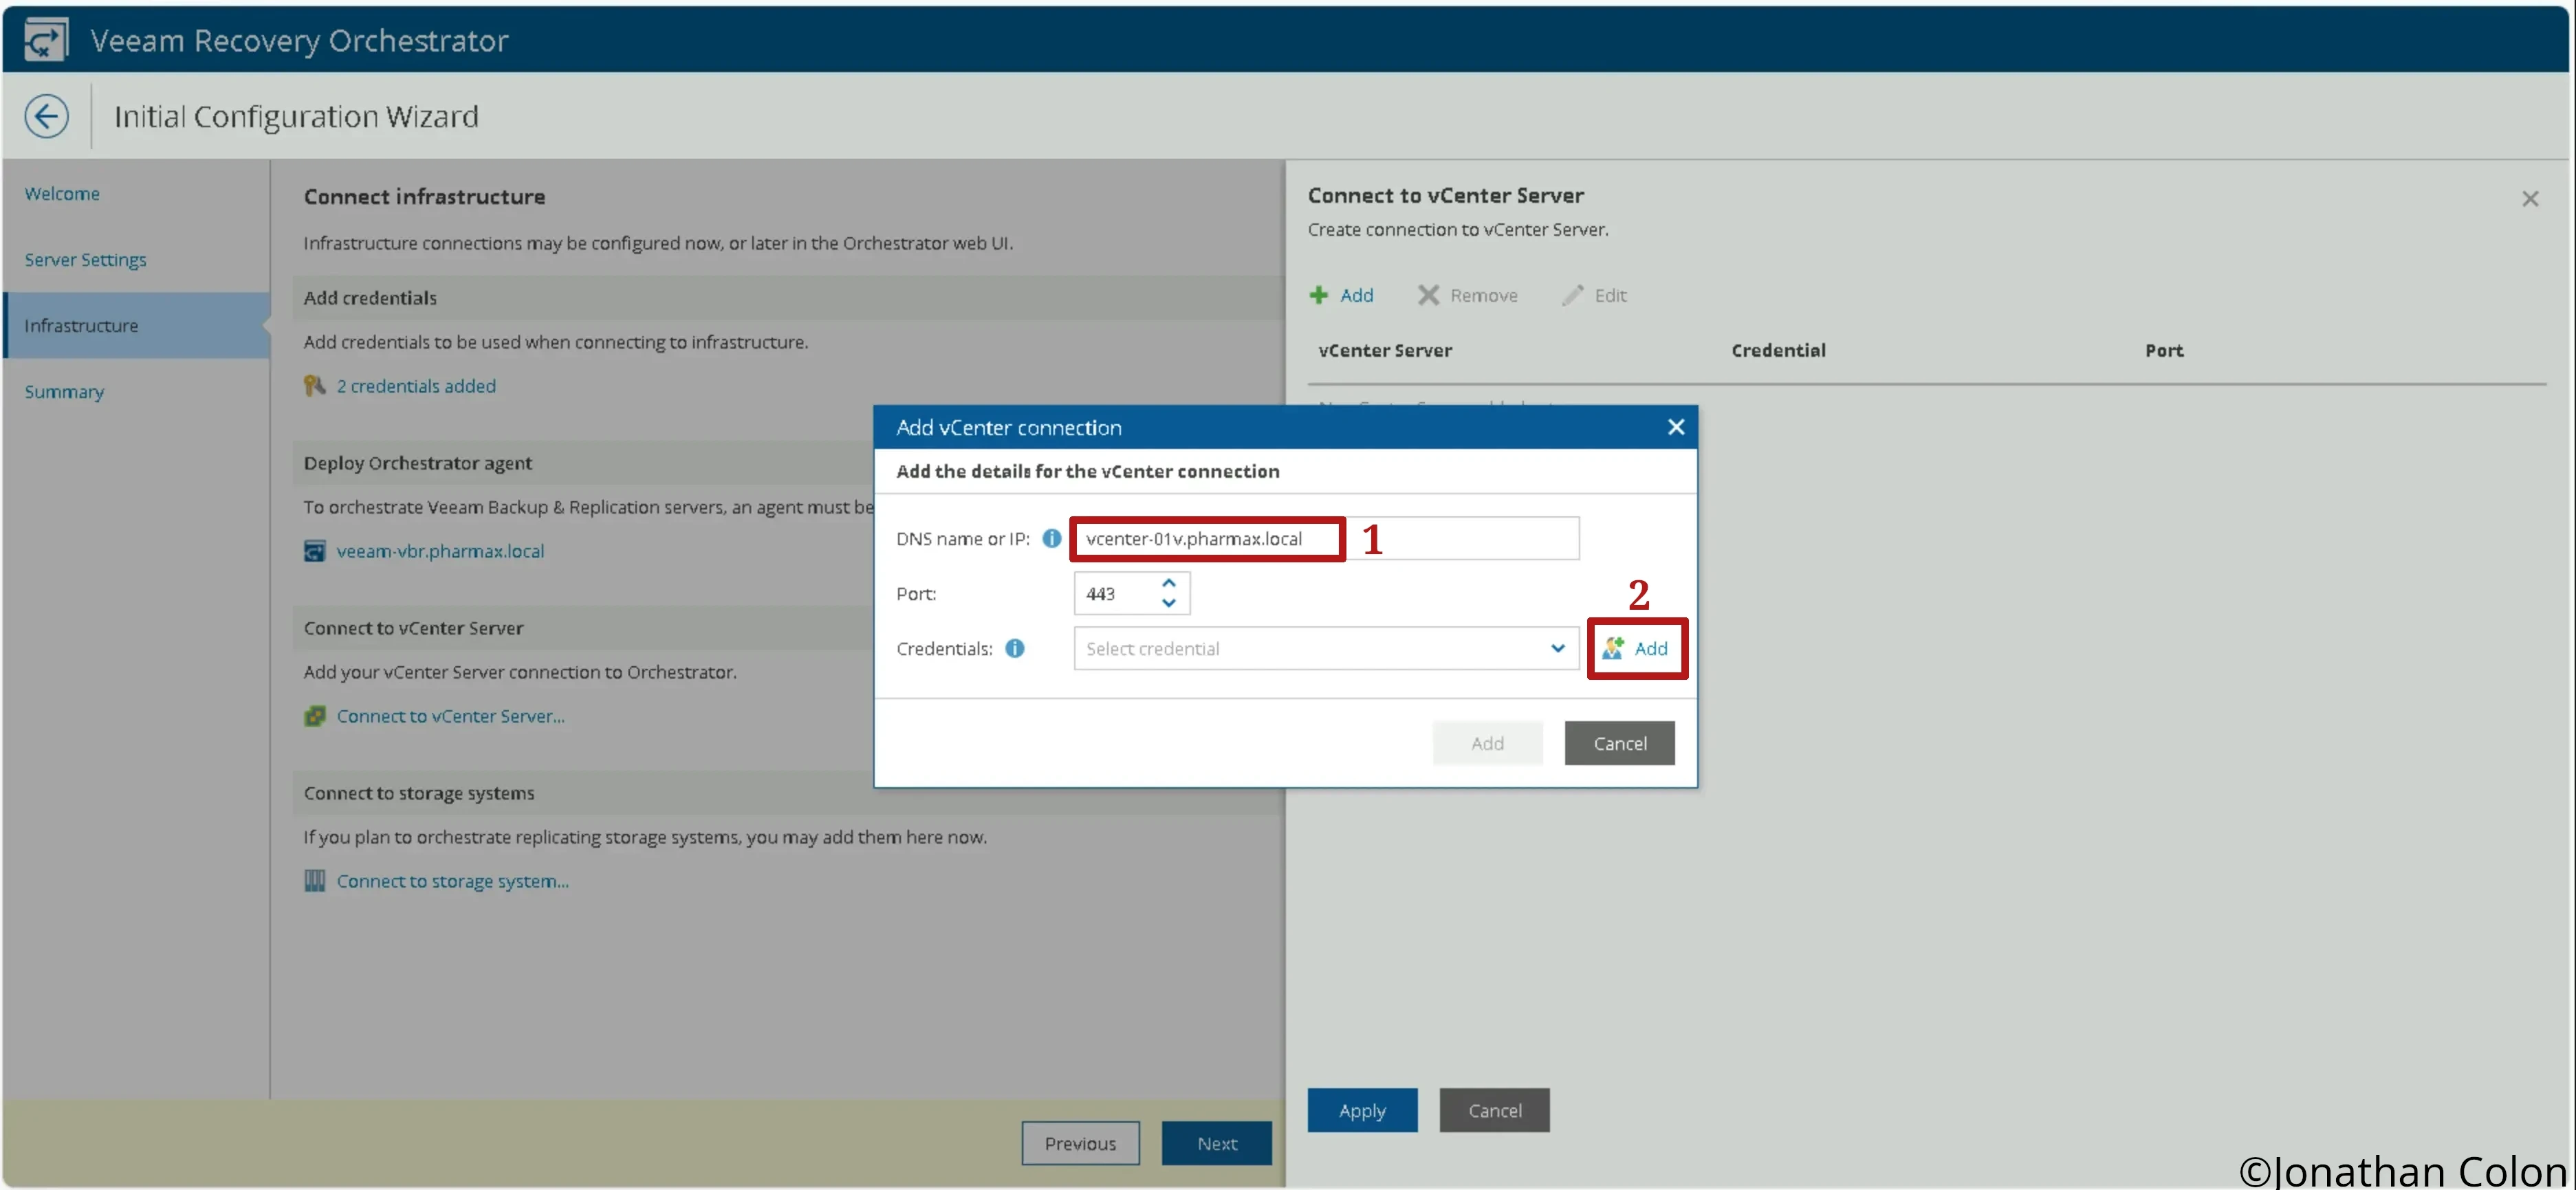 Veeam Recovery Orchestrator
Initial Configuration Wizard
Welcome
Server Settings
Infrastructure
Summary
Connect infrastructure
Infrastructure connections may be configured now, or later in the Orchestrator web UI.
Add credentials
Add credentials to be used when connecting to infrastructure.
2 credentials added
Deploy Orchestrator agent
To orchestrate Veeam Backup & Replication servers, an agent must be
veeam-vbr.pharmax.local
Connect to vCenter Server
Add your vCenter Server connection to Orchestrator.
Connect to vCenter Server...
Connect to storage systems
If you plan to orchestrate replicating storage systems, you may add them here now.
Connect to storage system...
Previous Next
Connect to vCenter Server
Create connection to vCenter Server.
Add Remove Edit
vCenter Server Credential Port
Add vCenter connection
Add the details for the vCenter connection
DNS name or IP: vcenter-01v.pharmax.local 1
Port: 443
2
Credentials: Select credential Add
Add Cancel
Apply Cancel
©Jonathan Colon